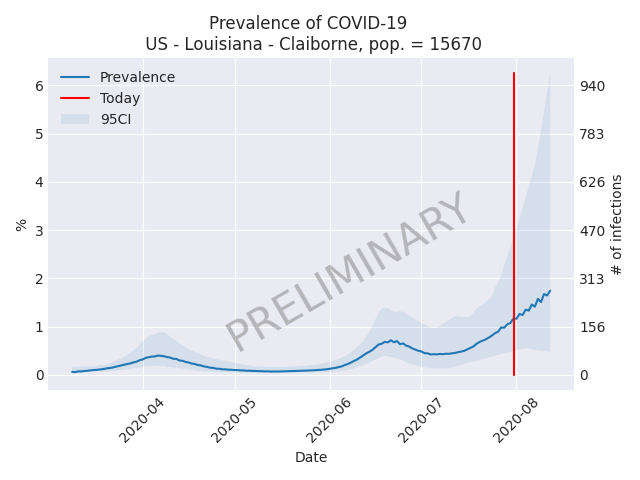 Prevalence of COVID-19
US - Louisiana - Claiborne, pop. = 15670
Prevalence
Today
95CI
PRELIMINARY
%
6
5
4
3
2
1
0
940
783
626
470
313
156
0
# of infections
2020-04
2020-05
2020-06
2020-07
2020-08
Date